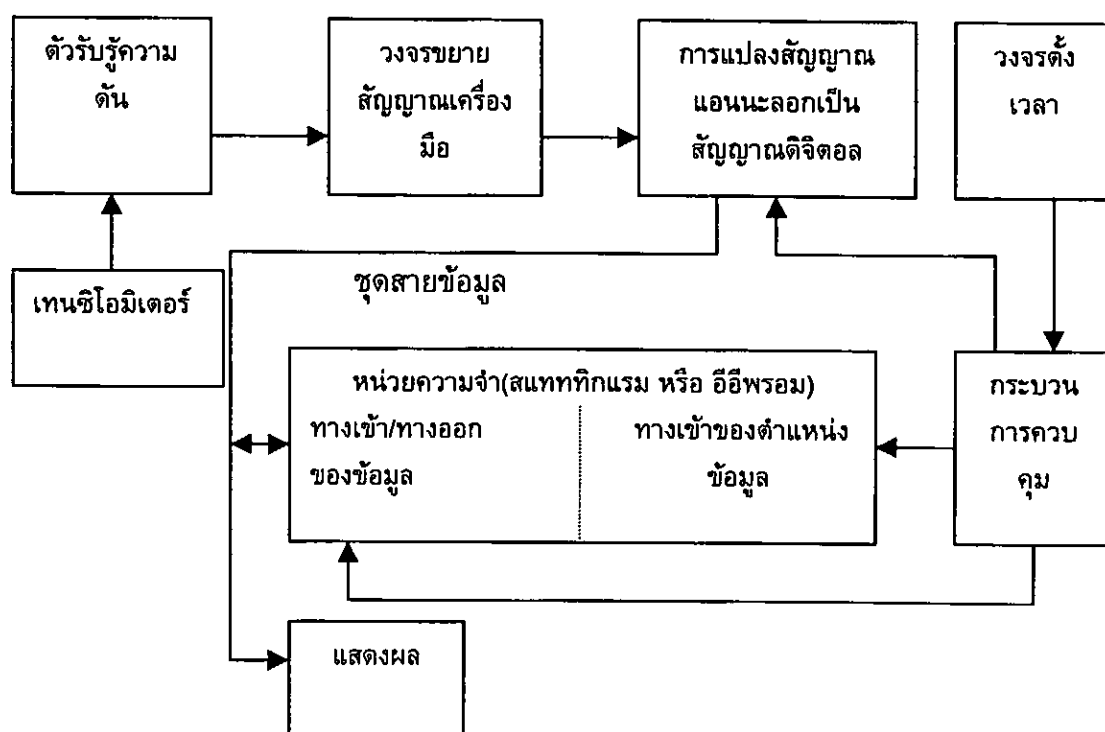 ตัวรับรู้ความ
ดัน
วงจรขยาย
สัญญาณเครื่อง
มือ
การแปลงสัญญาณ
แอนนะลอกเป็น
สัญญาณดิจิตอล
วงจรตั้ง
เวลา
เทนซิโอมิเตอร์
ชุดสายข้อมูล
หน่วยความจำ(สแททิกแรม หรือ อีอีพรอม)
ทางเข้า/ทางออก
ของข้อมูล
ทางเข้าของตำแหน่ง
ข้อมูล
กระบวน
การควบ
คุม
แสดงผล